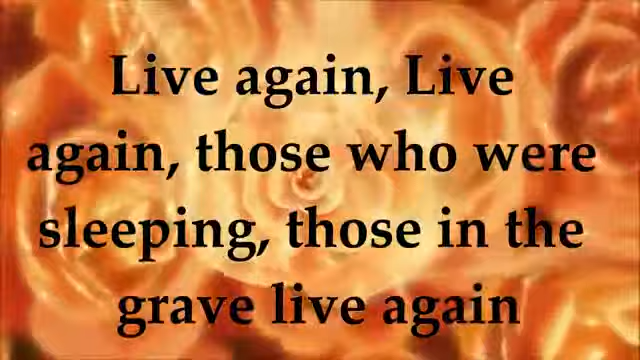 Live again, Live
again, those who were
sleeping, those in the
grave live again